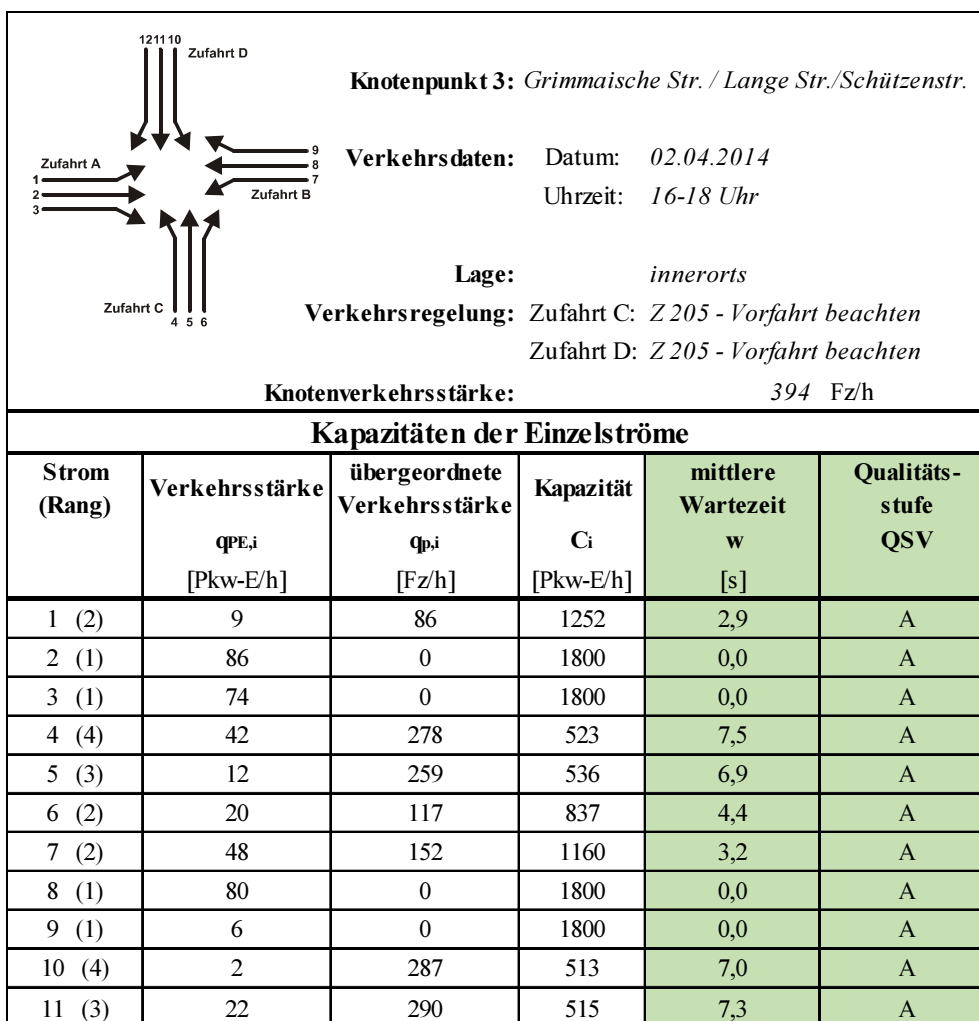 12 11 10
Zufahrt D
Knotenpunkt 3: Grimmaische Str. / Lange Str./Schützenstr.
Zufahrt A
1
2
3
9
8
7
Zufahrt B
Verkehrsdaten: Datum: 02.04.2014
Uhrzeit: 16-18 Uhr
Lage: innerorts
Zufahrt C
4 5 6
Verkehrsregelung: Zufahrt C: Z 205 - Vorfahrt beachten
Zufahrt D: Z 205 - Vorfahrt beachten
Knotenverkehrsstärke: 394 Fz/h
Kapazitäten der Einzelströme
Strom (Rang) Verkehrsstärke übergeordnete Verkehrsstärke Kapazität mittlere Wartezeit Qualitäts-stufe
qPE,i qp,i Ci w QSV
[Pkw-E/h] [Fz/h] [Pkw-E/h] [s]
1 (2) 9 86 1252 2,9 A
2 (1) 86 0 1800 0,0 A
3 (1) 74 0 1800 0,0 A
4 (4) 42 278 523 7,5 A
5 (3) 12 259 536 6,9 A
6 (2) 20 117 837 4,4 A
7 (2) 48 152 1160 3,2 A
8 (1) 80 0 1800 0,0 A
9 (1) 6 0 1800 0,0 A
10 (4) 2 287 513 7,0 A
11 (3) 22 290 515 7,3 A